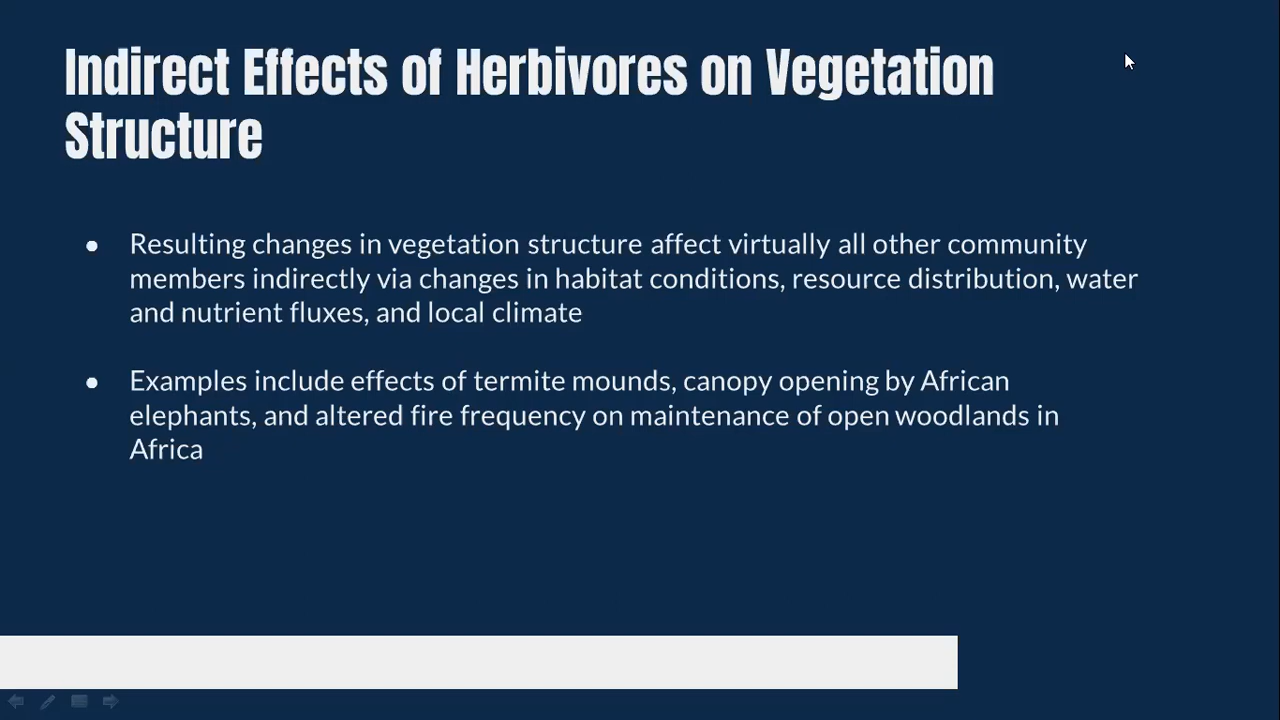 Indirect Effects of Herbivores on Vegetation
Structure
● Resulting changes in vegetation structure affect virtually all other community
members indirectly via changes in habitat conditions, resource distribution, water
and nutrient fluxes, and local climate
● Examples include effects of termite mounds, canopy opening by African
elephants, and altered fire frequency on maintenance of open woodlands in
Africa